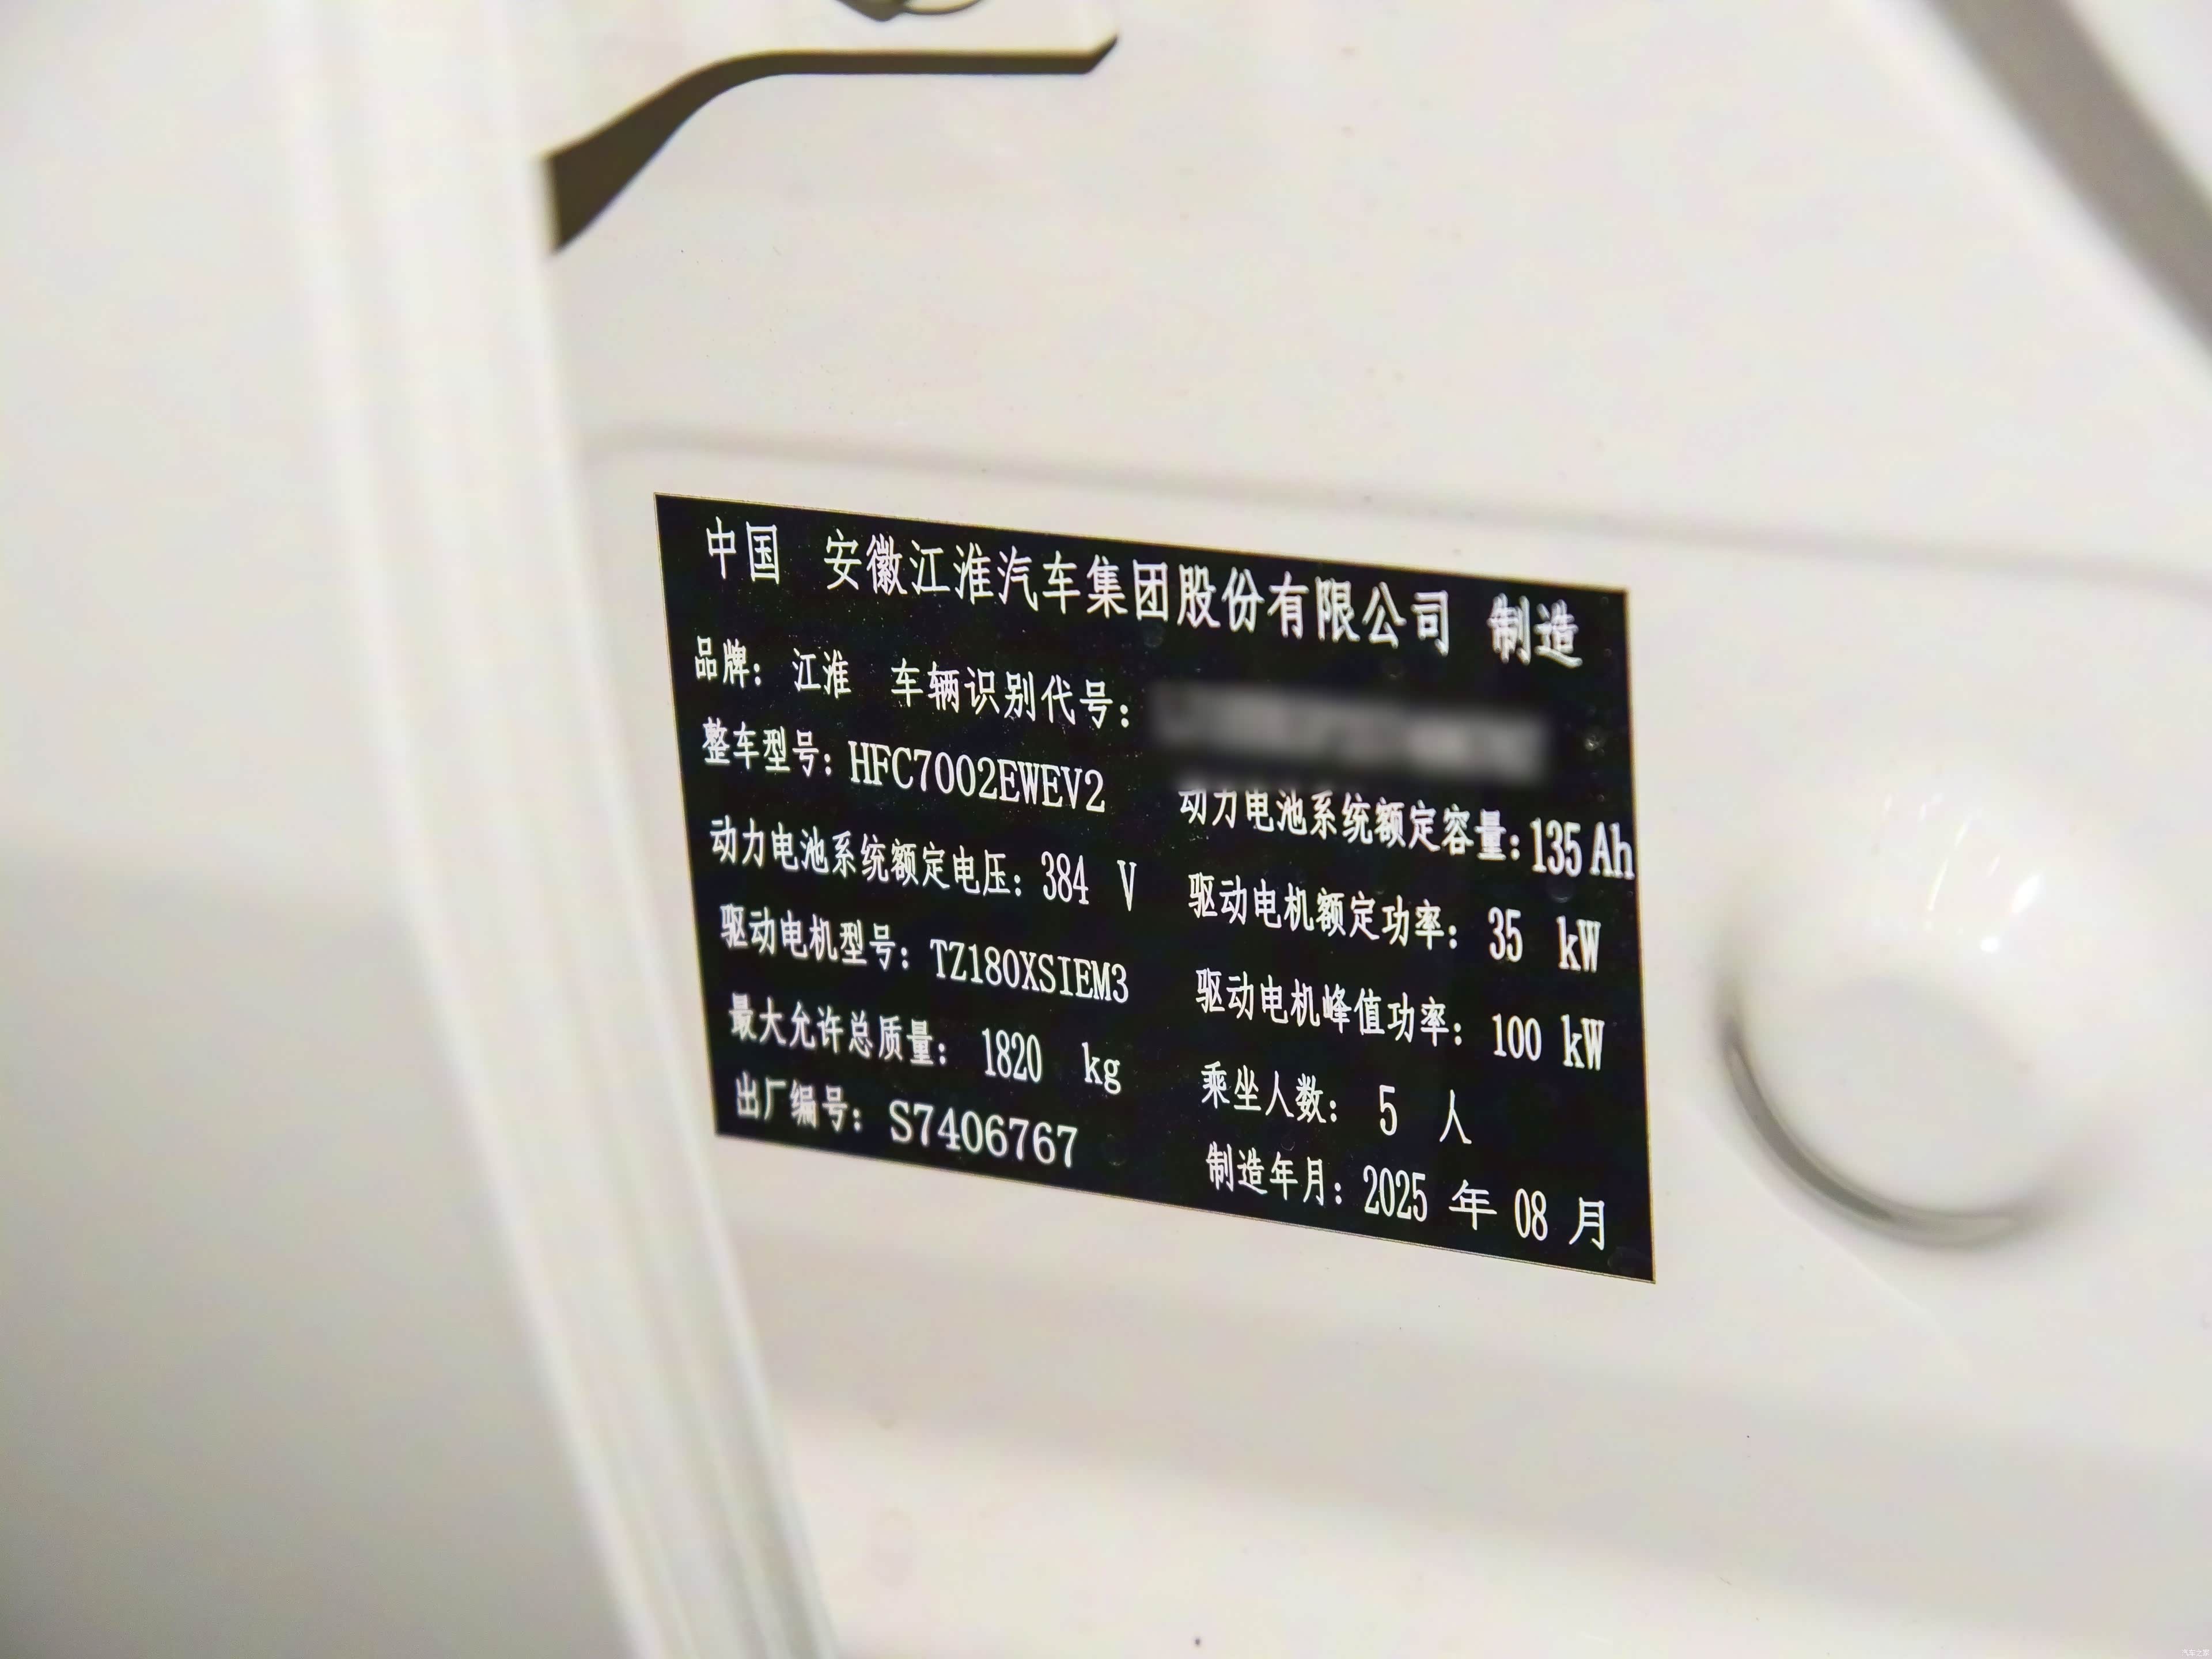 中国 安徽江淮汽车集团股份有限公司 制造
品牌: 江淮 车辆识别代号:
整车型号: HFC7002EWEV2 动力电池系统额定容量: 135 Ah
动力电池系统额定电压: 384 V 驱动电机额定功率: 35 kW
驱动电机型号: TZ180XSIEM3 驱动电机峰值功率: 100 kW
最大允许总质量: 1820 kg 乘坐人数: 5 人
出厂编号: S7406767 制造年月: 2025 年 08 月
汽车之家